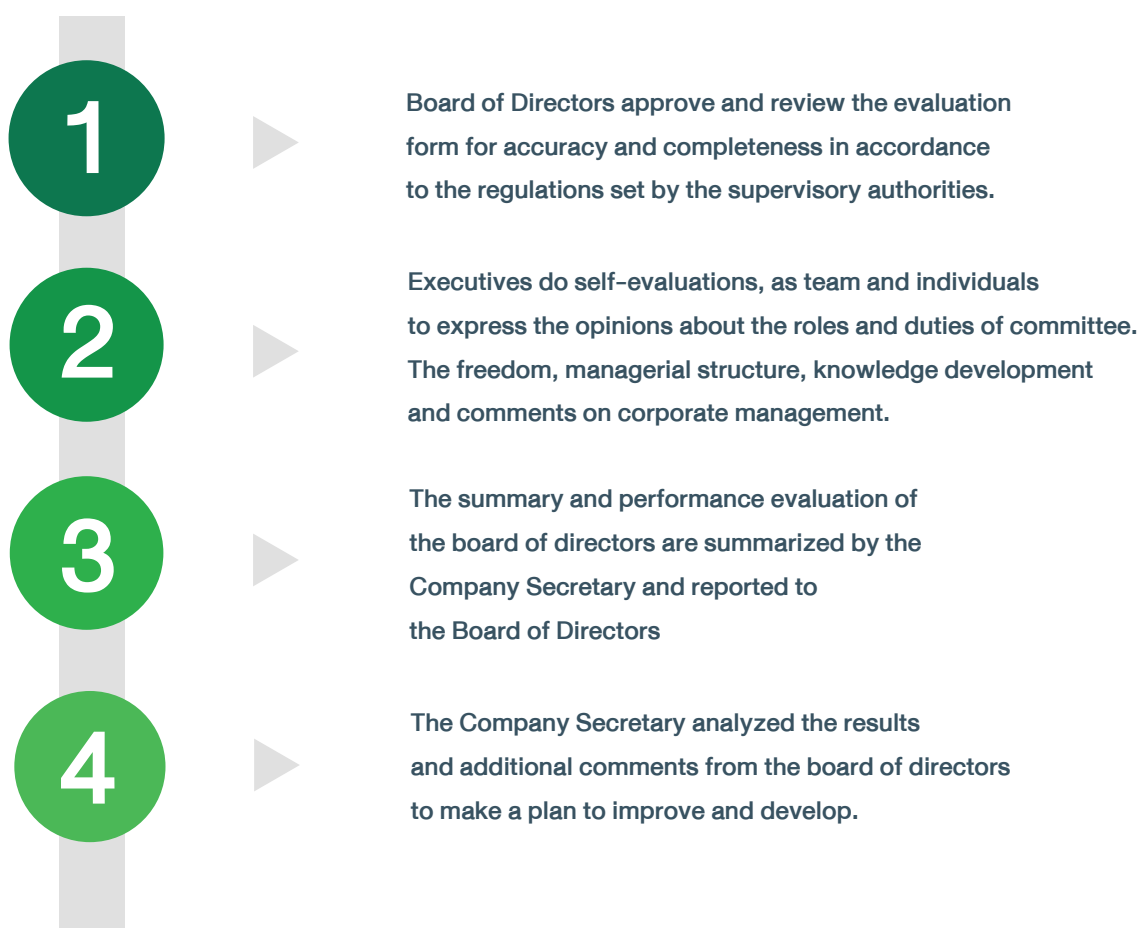 1
Board of Directors approve and review the evaluation
form for accuracy and completeness in accordance
to the regulations set by the supervisory authorities.
2
Executives do self-evaluations, as team and individuals
to express the opinions about the roles and duties of committee.
The freedom, managerial structure, knowledge development
and comments on corporate management.
3
The summary and performance evaluation of
the board of directors are summarized by the
Company Secretary and reported to
the Board of Directors
4
The Company Secretary analyzed the results
and additional comments from the board of directors
to make a plan to improve and develop.